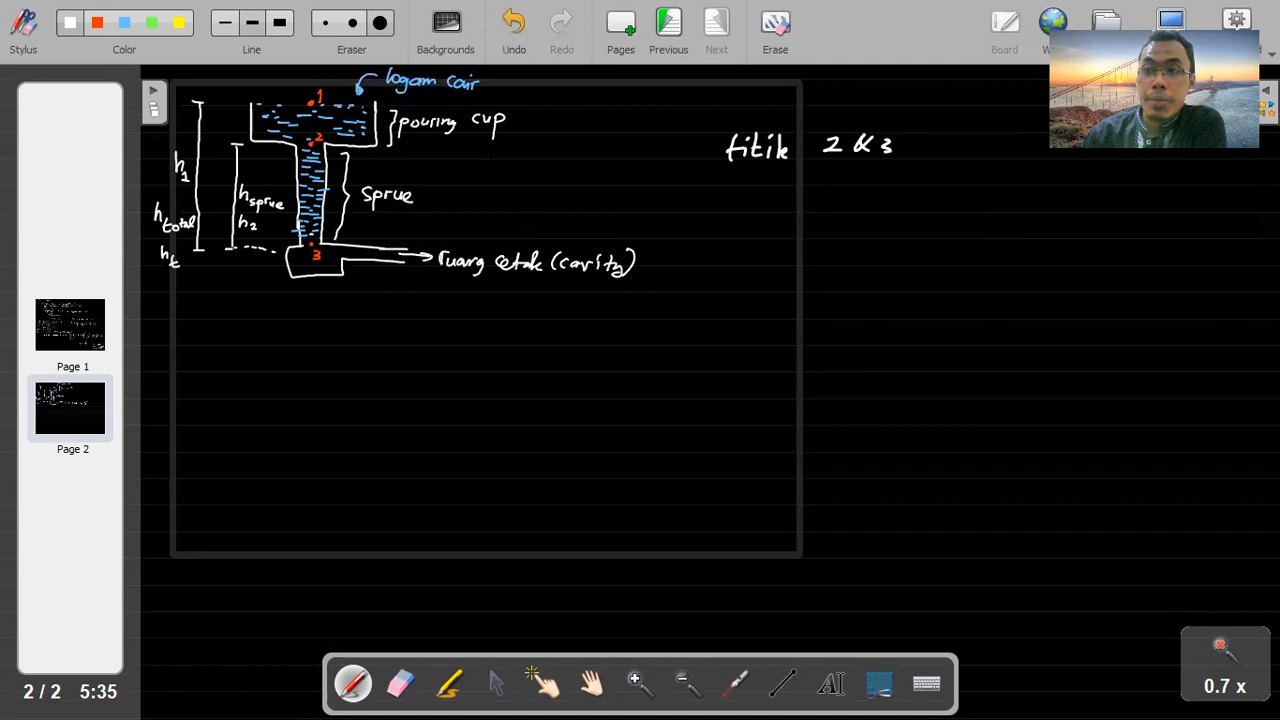 Stylus
Color
Line
Eraser
Backgrounds
Undo
Redo
Pages
Previous
Next
Erase
Board
logam cair
1
pouring cup
2
titik 2 & 3
h1
hsprue
h2
sprue
htotal
ht
3
ruang cetak (cavity)
Page 1
Page 2
2 / 2
5:35
0.7 x